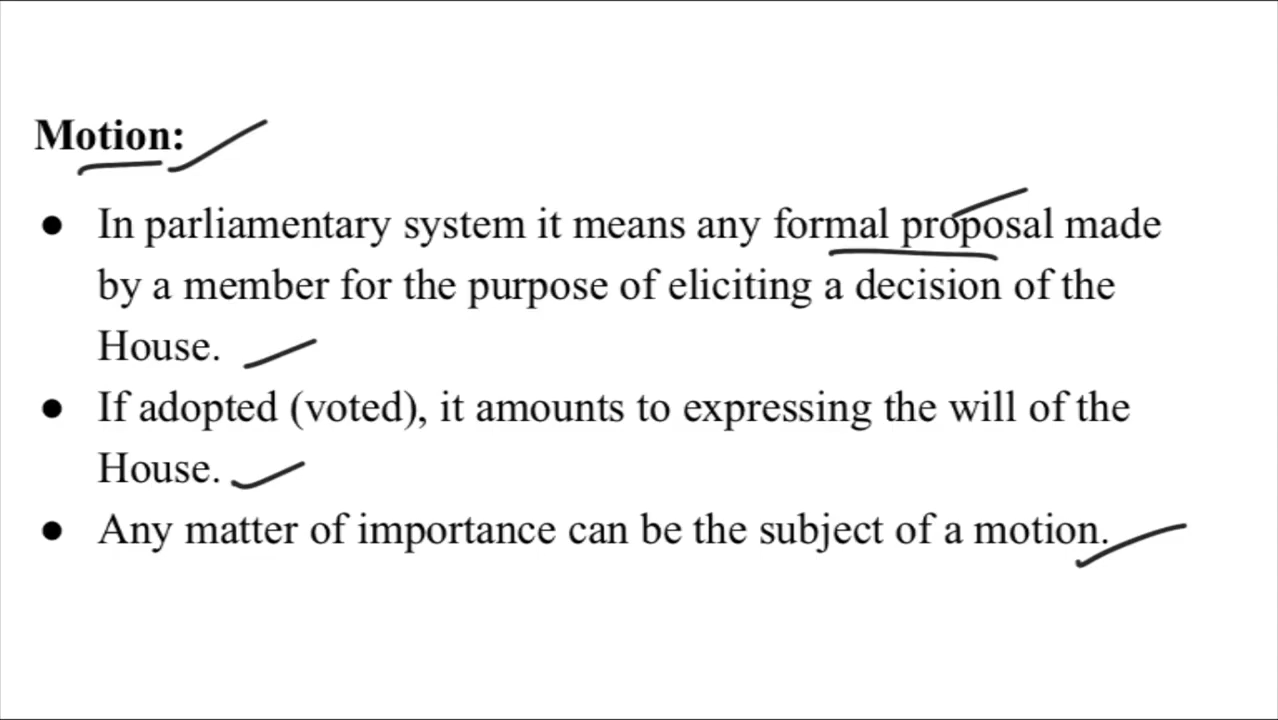 Motion:
● In parliamentary system it means any formal proposal made
by a member for the purpose of eliciting a decision of the
House.
● If adopted (voted), it amounts to expressing the will of the
House.
● Any matter of importance can be the subject of a motion.